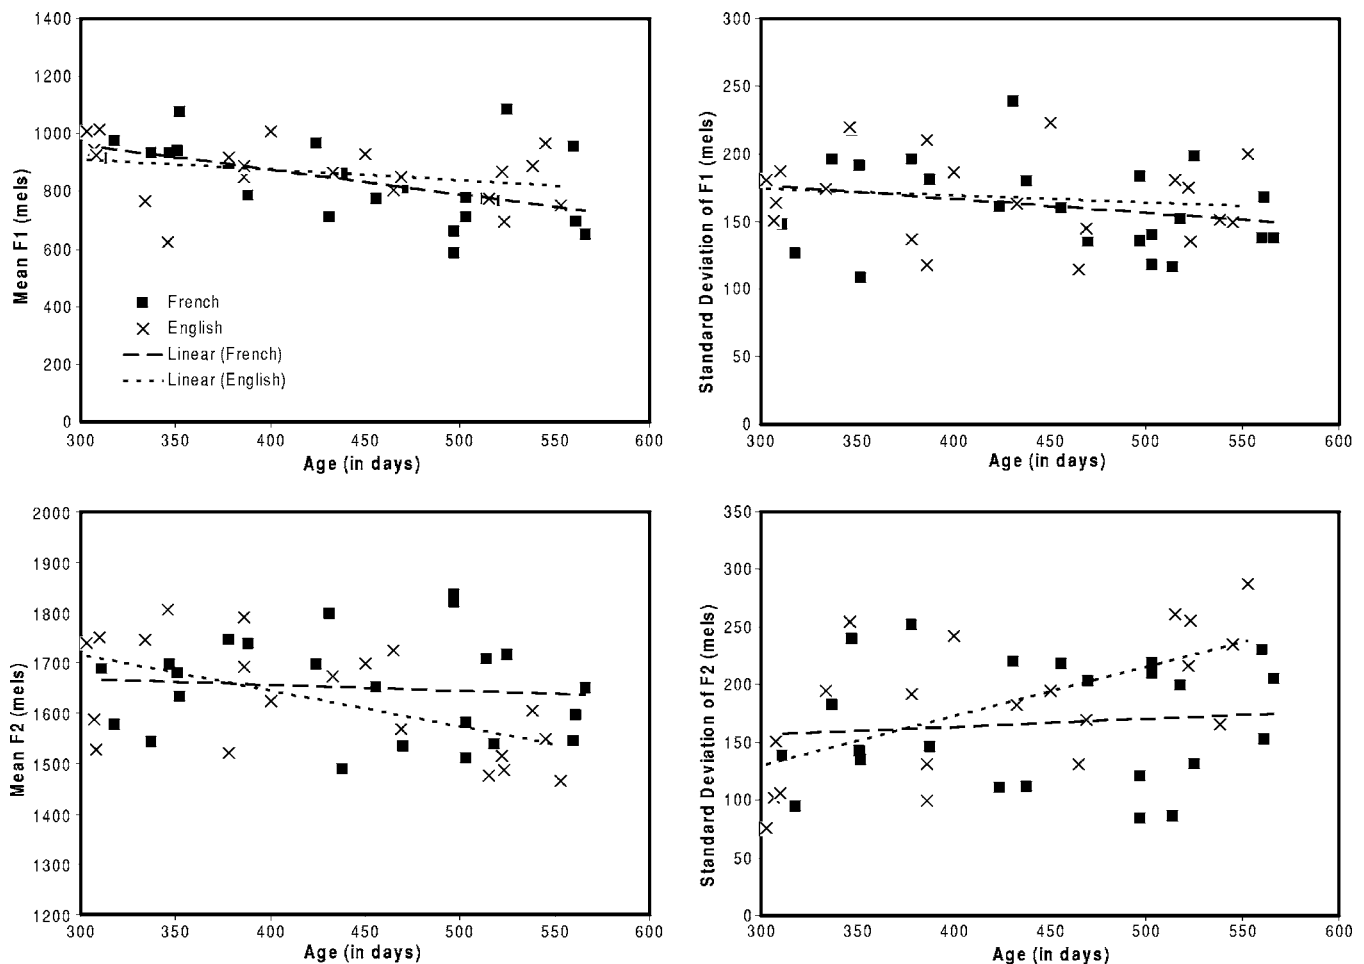 1400
1200
1000
800
600
400
200
0
Mean F1 (mels)
French
English
Linear (French)
Linear (English)
300 350 400 450 500 550 600
Age (in days)
300
250
200
150
100
50
0
Standard Deviation of F1 (mels)
300 350 400 450 500 550 600
Age (in days)
2000
1900
1800
1700
1600
1500
1400
1300
1200
Mean F2 (mels)
300 350 400 450 500 550 600
Age (in days)
350
300
250
200
150
100
50
0
Standard Deviation of F2 (mels)
300 350 400 450 500 550 600
Age (in days)